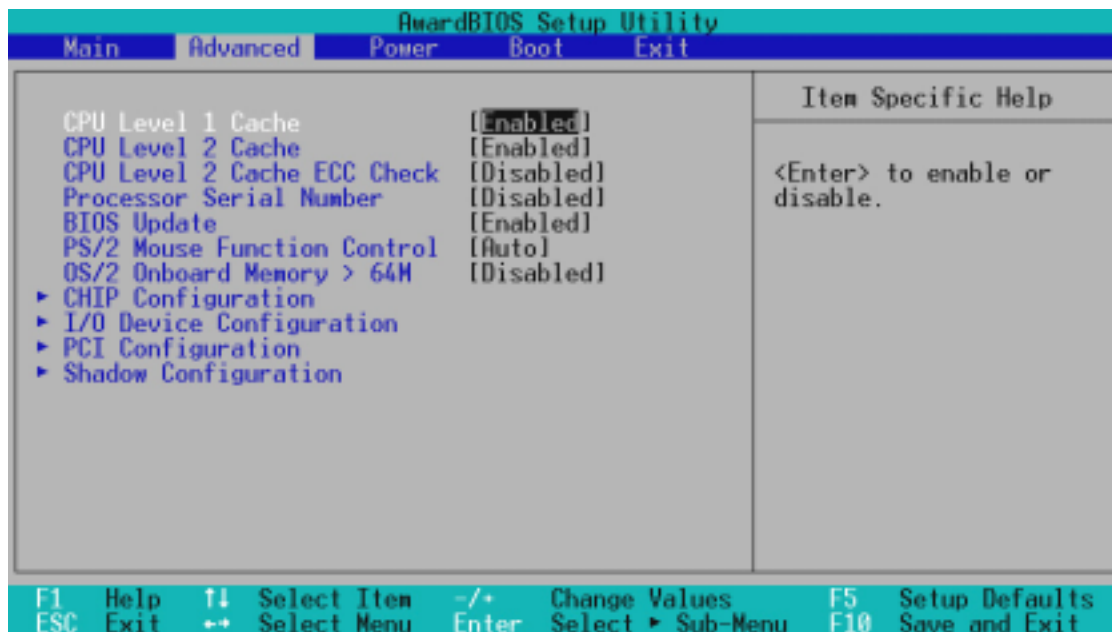 AwardBIOS Setup Utility
Main Advanced Power Boot Exit
Item Specific Help
CPU Level 1 Cache [Enabled]
CPU Level 2 Cache [Enabled]
CPU Level 2 Cache ECC Check [Disabled]
Processor Serial Number [Disabled]
BIOS Update [Enabled]
PS/2 Mouse Function Control [Auto]
OS/2 Onboard Memory > 64M [Disabled]
► CHIP Configuration
► I/O Device Configuration
► PCI Configuration
► Shadow Configuration
<Enter> to enable or
disable.
F1 Help ↑↓ Select Item -/+ Change Values F5 Setup Defaults
ESC Exit ←→ Select Menu Enter Select ► Sub-Menu F10 Save and Exit